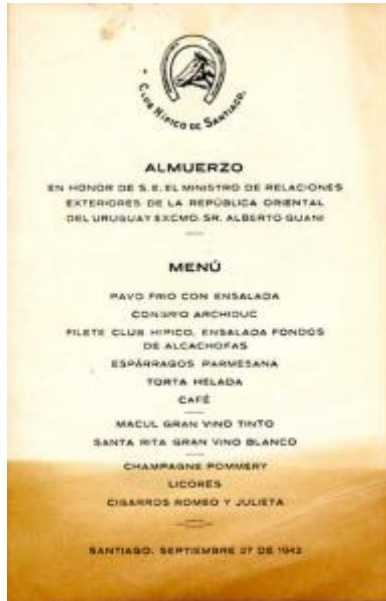 CLUB HÍPICO DE SANTIAGO.
ALMUERZO
EN HONOR DE S. E. EL MINISTRO DE RELACIONES
EXTERIORES DE LA REPÚBLICA ORIENTAL
DEL URUGUAY EXCMO. SR. ALBERTO GUANI
MENÚ
PAVO FRIO CON ENSALADA
CONGRIO ARCHIDUC
FILETE CLUB HIPICO, ENSALADA FONDOS
DE ALCACHOFAS
ESPÁRRAGOS PARMESANA
TORTA HELADA
CAFÉ
MACUL GRAN VINO TINTO
SANTA RITA GRAN VINO BLANCO
CHAMPAGNE POMMERY
LICORES
CIGARROS ROMEO Y JULIETA
SANTIAGO, SEPTIEMBRE 27 DE 1942